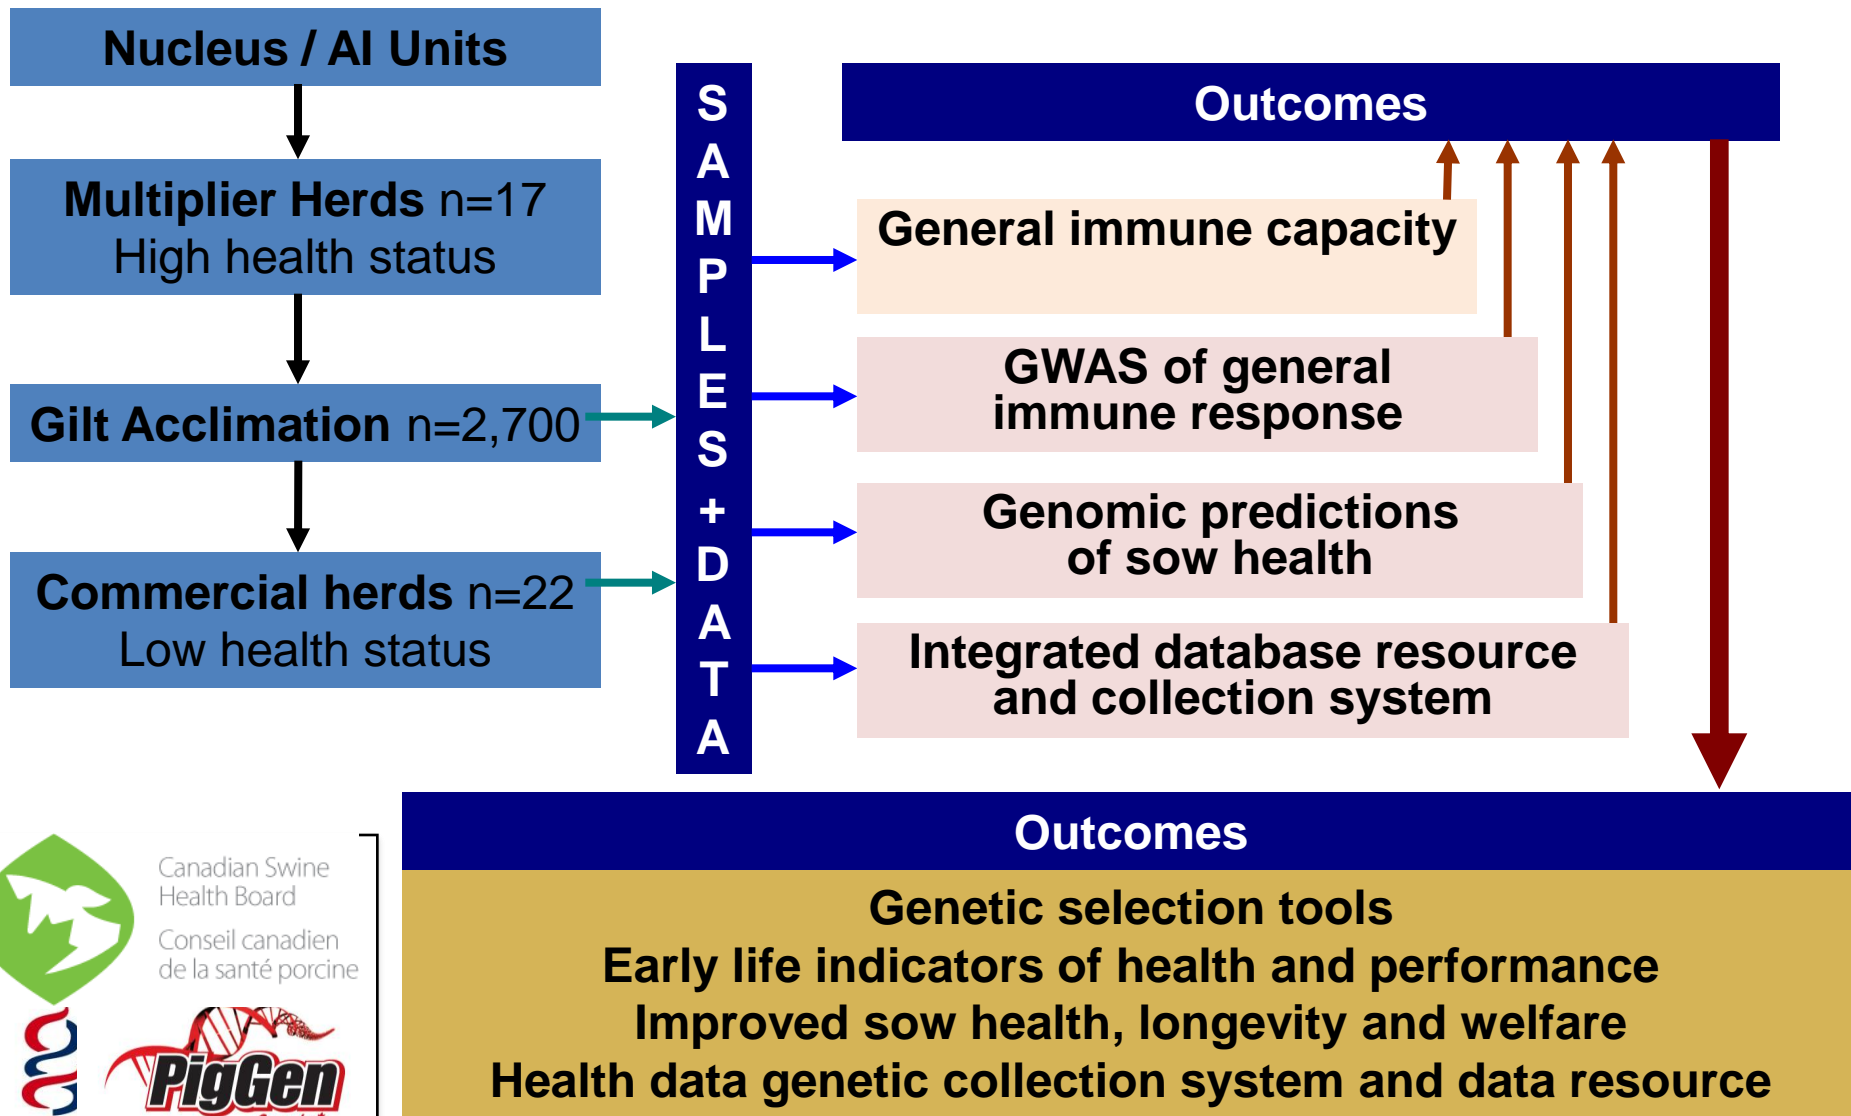 Nucleus / AI Units
Multiplier Herds n=17
High health status
Gilt Acclimation n=2,700
Commercial herds n=22
Low health status
S
A
M
P
L
E
S
+
D
A
T
A
Outcomes
General immune capacity
GWAS of general
immune response
Genomic predictions
of sow health
Integrated database resource
and collection system
Outcomes
Genetic selection tools
Early life indicators of health and performance
Improved sow health, longevity and welfare
Health data genetic collection system and data resource
Canadian Swine
Health Board
Conseil canadien
de la santé porcine
PigGen